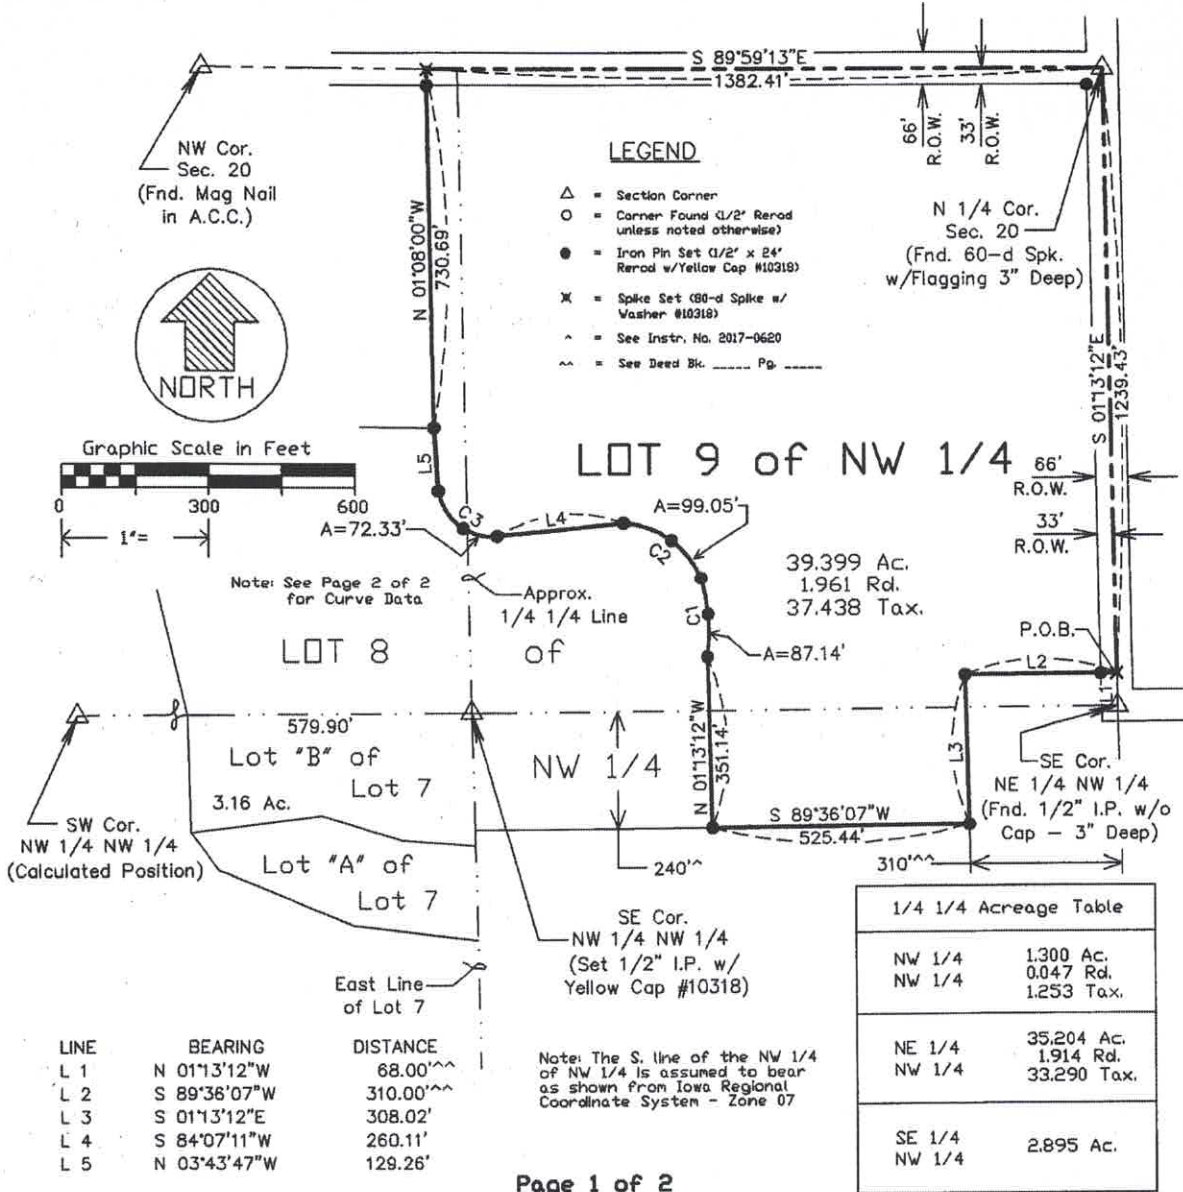 S 89°59'13"E
1382.41'
66'
R.O.W.
33'
R.O.W.
NW Cor.
Sec. 20
(Fnd. Mag Nail
in A.C.C.)
LEGEND
△ = Section Corner
○ = Corner Found (1/2" Rerod
unless noted otherwise)
● = Iron Pin Set (1/2" x 24"
Rerod w/Yellow Cap #10318)
= Spike Set (80-d Spike w/
Washer #10318)
^ = See Instr. No. 2017-0620
^^ = See Deed Bk. _____ Pg. _____
N 1/4 Cor.
Sec. 20
(Fnd. 60-d Spk.
w/Flagging 3" Deep)
N 01°08'00"W
730.69'
NORTH
S 01°13'12"E
1239.43'
Graphic Scale in Feet
0 300 600
1"=
LOT 9 of NW 1/4
66'
R.O.W.
33'
R.O.W.
L5
C3
A=72.33'
L4
A=99.05'
C2
39.399 Ac.
1.961 Rd.
37.438 Tax.
Note: See Page 2 of 2
for Curve Data
Approx.
1/4 1/4 Line
C1
A=87.14'
P.O.B.
L2
L1
LOT 8 of
579.90'
NW 1/4
N 01°13'12"W
351.14'
L3
Lot "B" of
Lot 7
3.16 Ac.
SE Cor.
NE 1/4 NW 1/4
(Fnd. 1/2" I.P. w/o
Cap - 3" Deep)
SW Cor.
NW 1/4 NW 1/4
(Calculated Position)
S 89°36'07"W
525.44'
Lot "A" of
Lot 7
240'^
310'^^
SE Cor.
NW 1/4 NW 1/4
(Set 1/2" I.P. w/
Yellow Cap #10318)
East Line
of Lot 7
1/4 1/4 Acreage Table
NW 1/4 1.300 Ac.
NW 1/4 0.047 Rd.
1.253 Tax.
NE 1/4 35.204 Ac.
NW 1/4 1.914 Rd.
33.290 Tax.
SE 1/4
NW 1/4 2.895 Ac.
LINE BEARING DISTANCE
L 1 N 01°13'12"W 68.00'^^
L 2 S 89°36'07"W 310.00'^^
L 3 S 01°13'12"E 308.02'
L 4 S 84°07'11"W 260.11'
L 5 N 03°43'47"W 129.26'
Note: The S. line of the NW 1/4
of NW 1/4 is assumed to bear
as shown from Iowa Regional
Coordinate System - Zone 07
Page 1 of 2